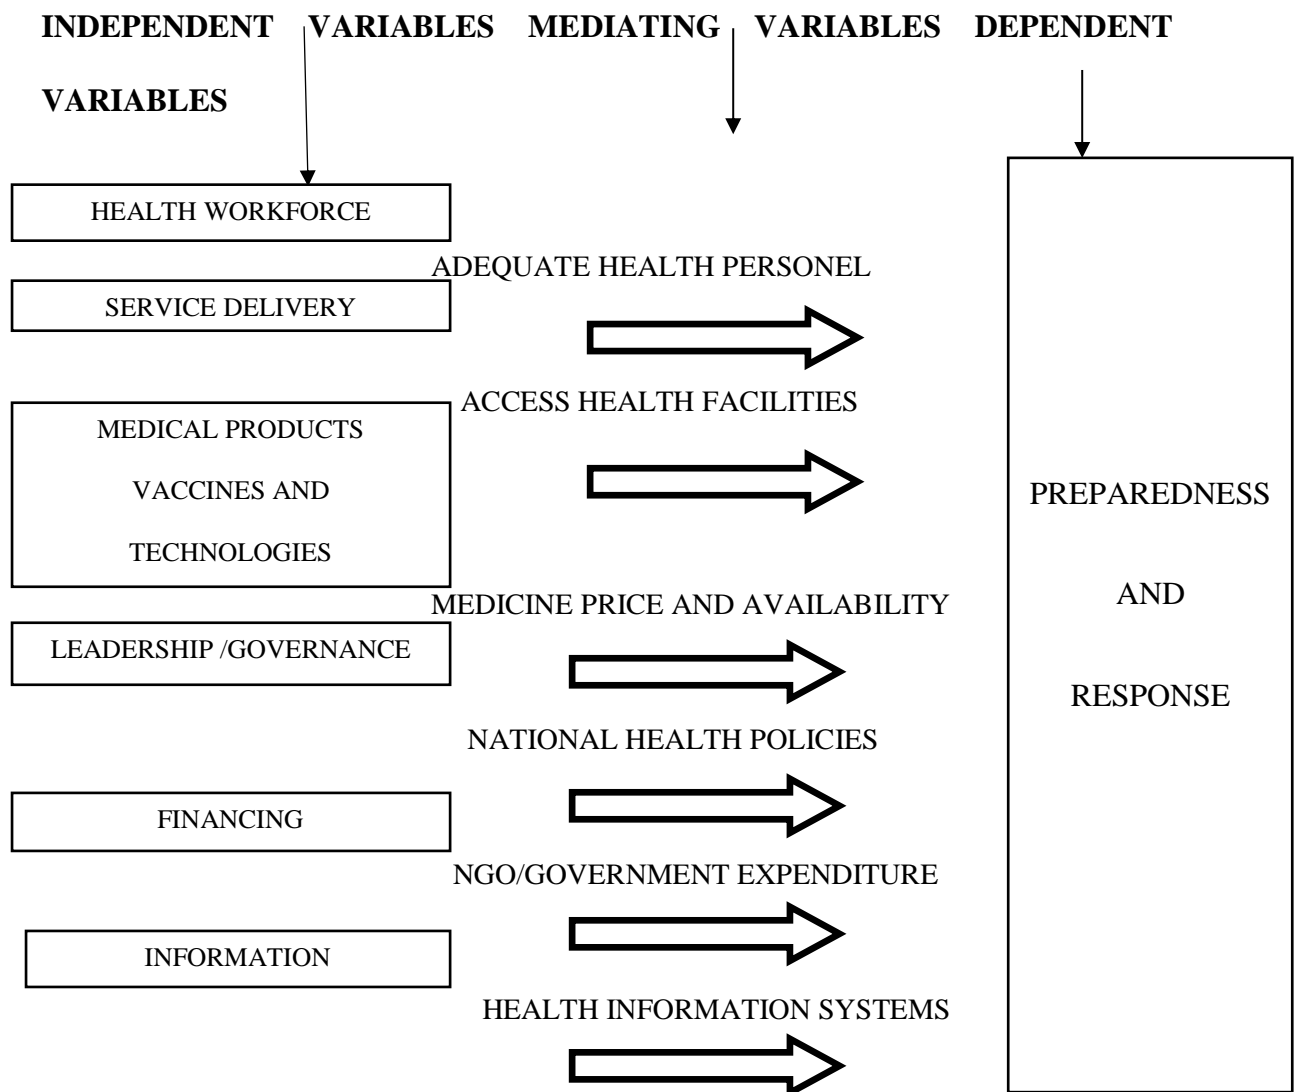 INDEPENDENT VARIABLES MEDIATING VARIABLES DEPENDENT
VARIABLES
HEALTH WORKFORCE
ADEQUATE HEALTH PERSONEL
SERVICE DELIVERY
ACCESS HEALTH FACILITIES
MEDICAL PRODUCTS
VACCINES AND
TECHNOLOGIES
MEDICINE PRICE AND AVAILABILITY
LEADERSHIP /GOVERNANCE
NATIONAL HEALTH POLICIES
FINANCING
NGO/GOVERNMENT EXPENDITURE
INFORMATION
HEALTH INFORMATION SYSTEMS
PREPAREDNESS
AND
RESPONSE